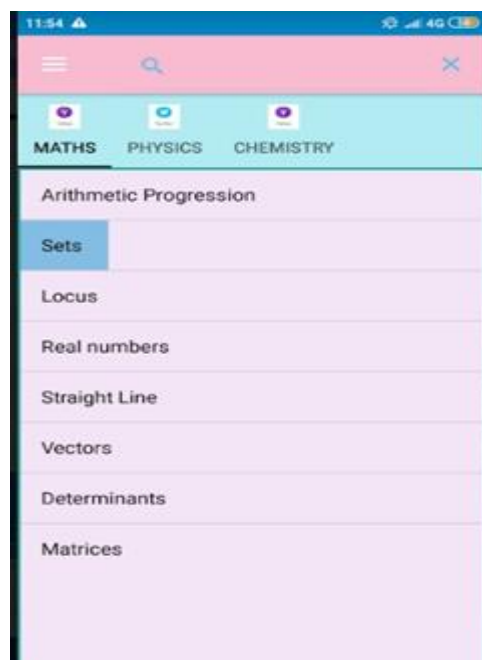 11:54 4G
MATHS PHYSICS CHEMISTRY
Arithmetic Progression
Sets
Locus
Real numbers
Straight Line
Vectors
Determinants
Matrices